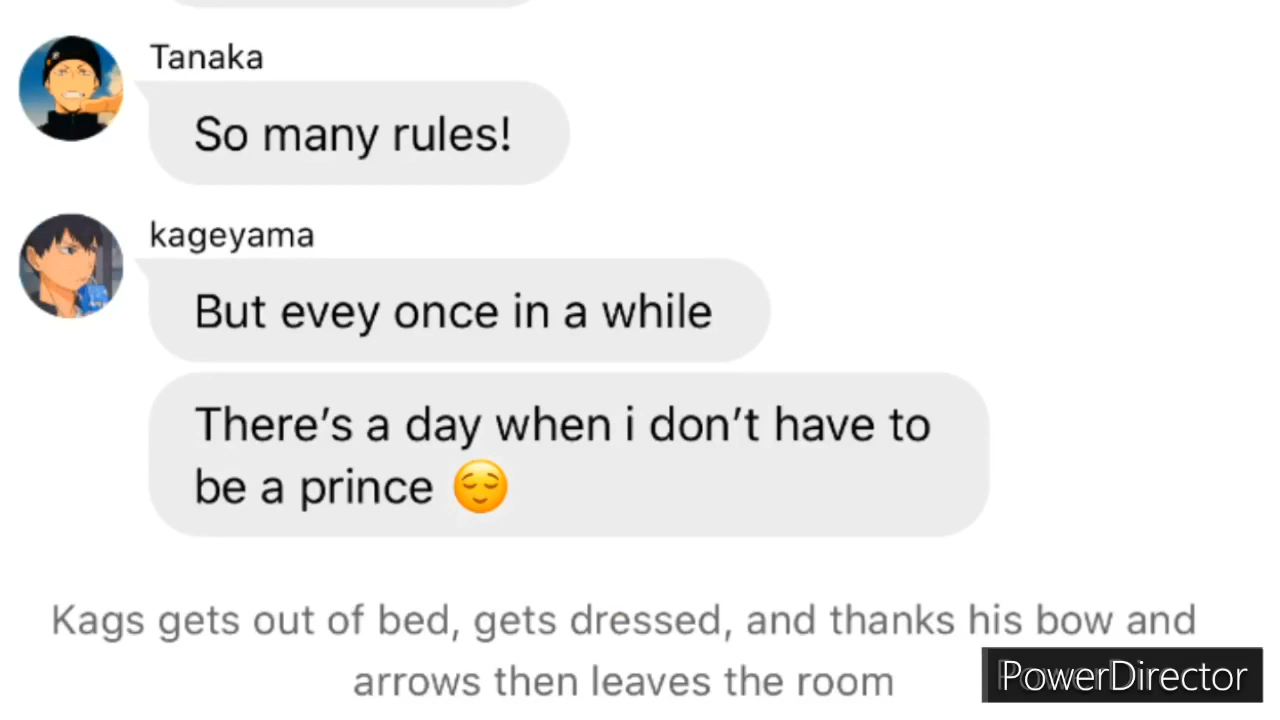 Tanaka
So many rules!
kageyama
But evey once in a while
There's a day when i don't have to
be a prince 😌
Kags gets out of bed, gets dressed, and thanks his bow and
arrows then leaves the room
PowerDirector